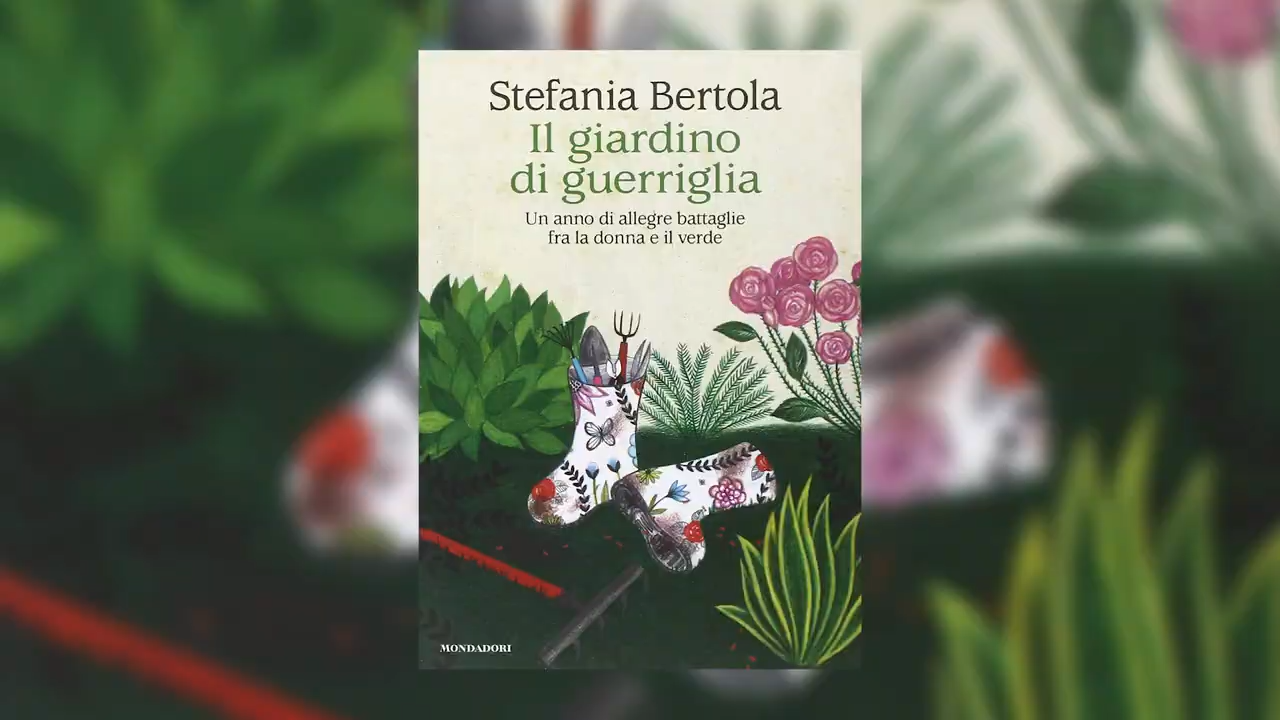 Stefania Bertola
Il giardino
di guerriglia
Un anno di allegre battaglie
fra la donna e il verde
MONDADORI